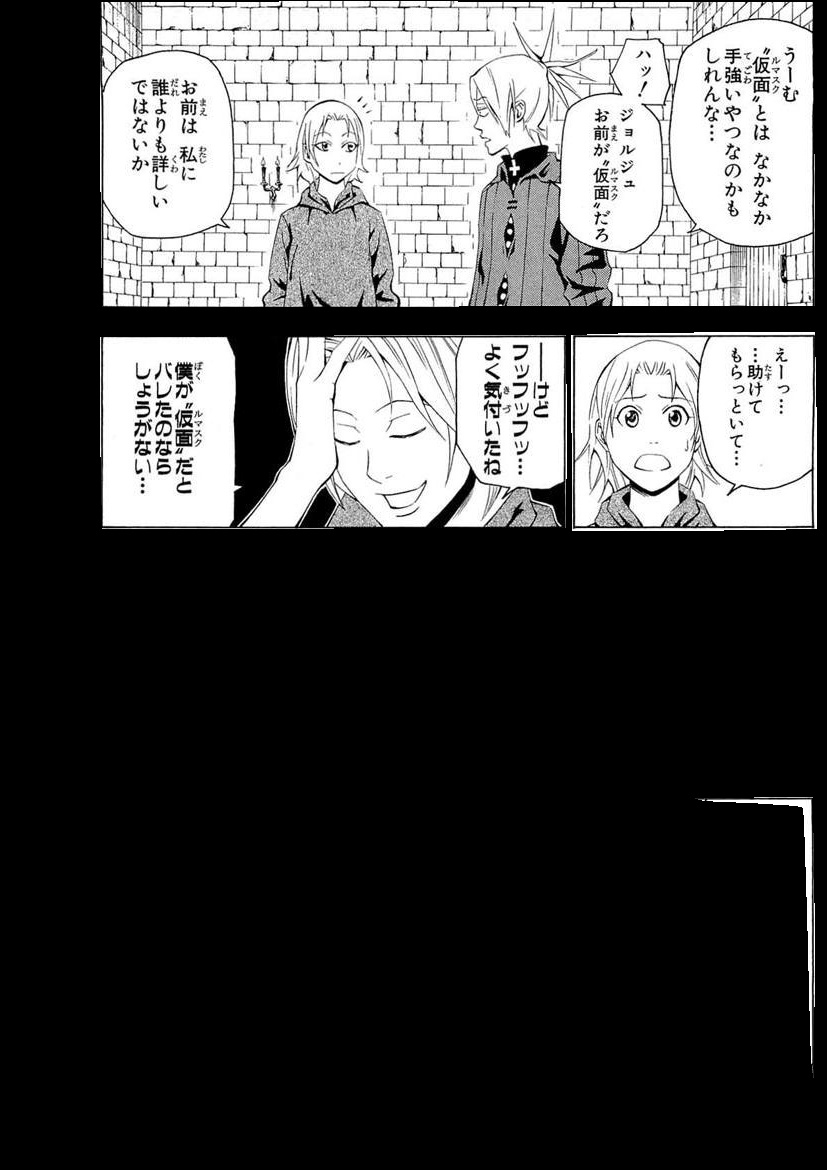 うーむ
〝仮面〟とは なかなか
手強いやつなのかも
しれんな…
ハッ！
ジョルジュ
お前が〝仮面〟だろ
お前は 私に
誰よりも詳しい
ではないか
えーっ…
…助けて
もらっといて…
――けど
フッフッフッ…
よく気付いたね
僕が〝仮面〟だと
バレたのなら
しょうがない…